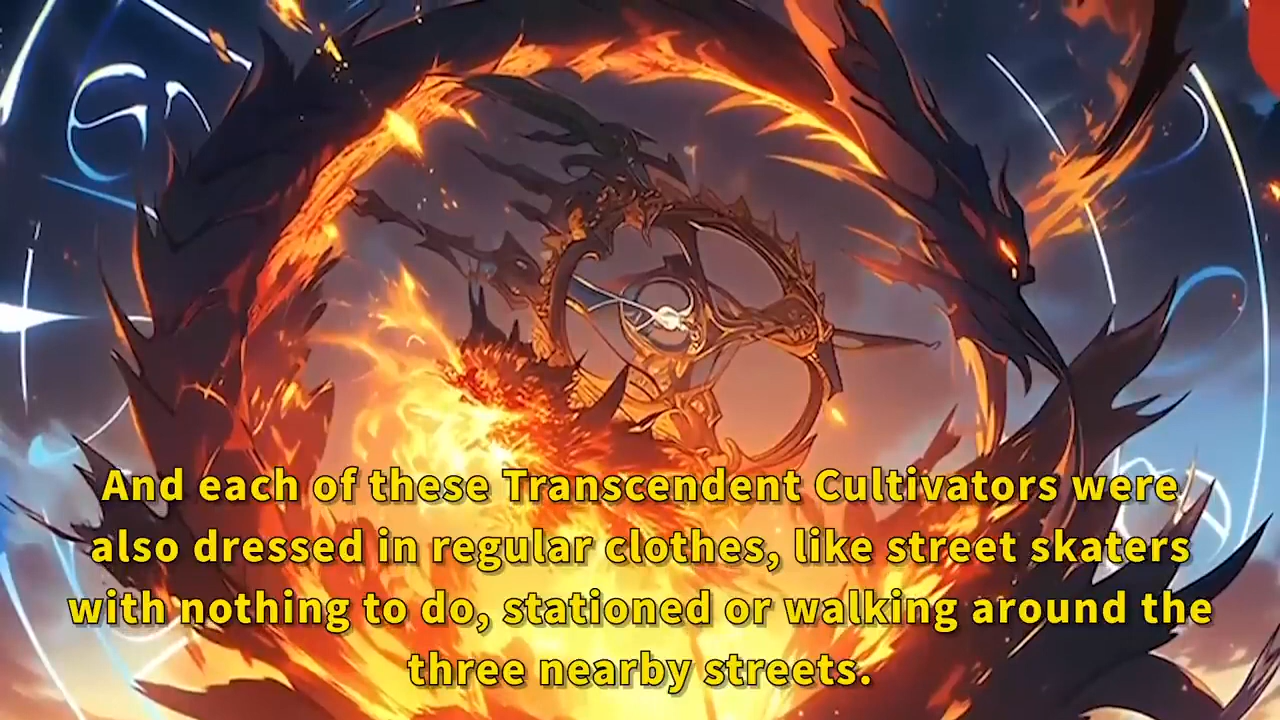 And each of these Transcendent Cultivators were
also dressed in regular clothes, like street skaters
with nothing to do, stationed or walking around the
three nearby streets.